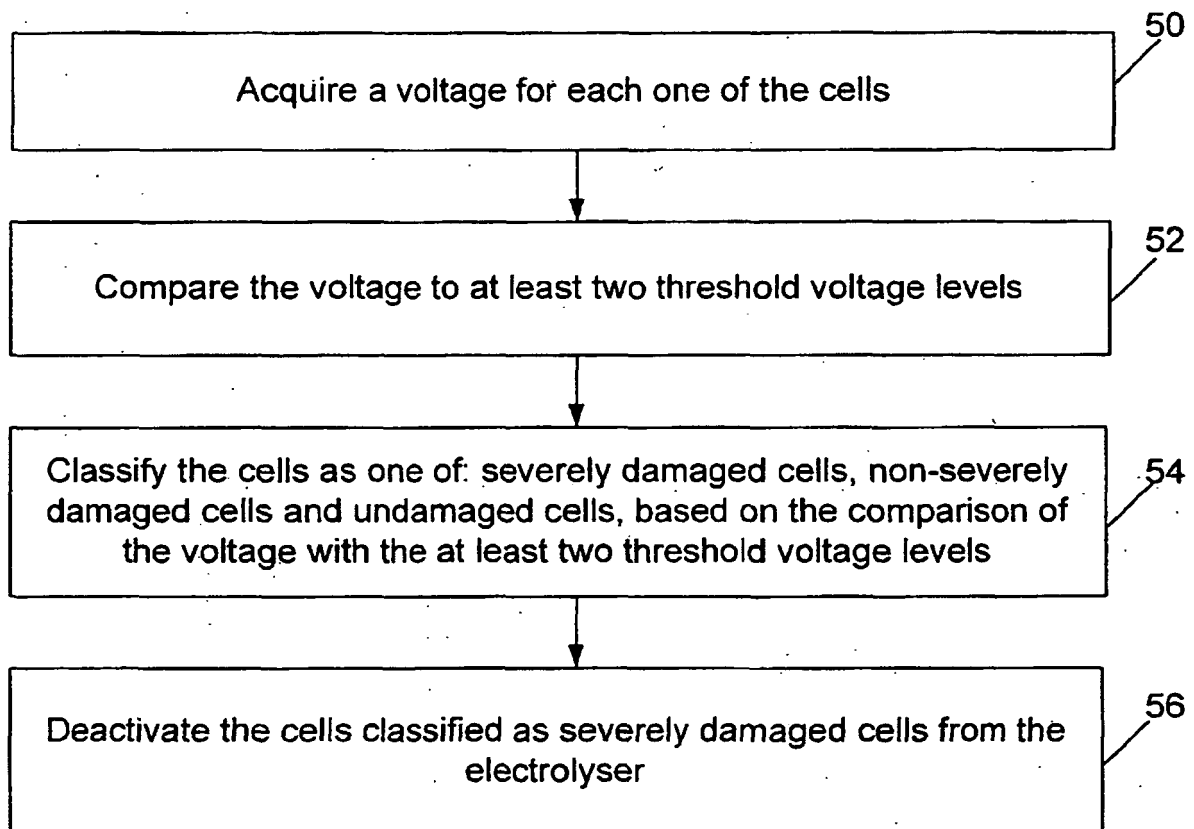 50
Acquire a voltage for each one of the cells
52
Compare the voltage to at least two threshold voltage levels
Classify the cells as one of: severely damaged cells, non-severely
54
damaged cells and undamaged cells, based on the comparison of
the voltage with the at least two threshold voltage levels
56
Deactivate the cells classified as severely damaged cells from the
electrolyser